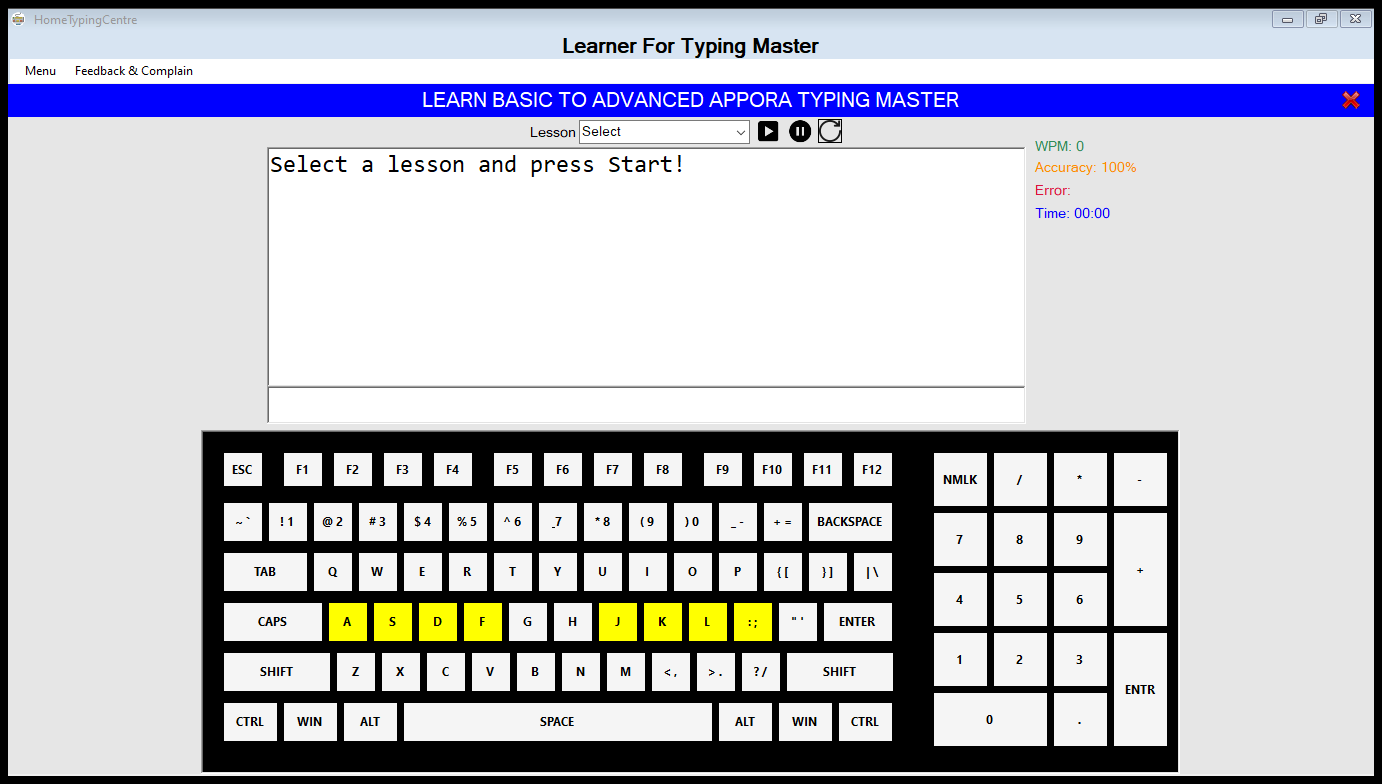 HomeTypingCentre
Learner For Typing Master
Menu Feedback & Complain
LEARN BASIC TO ADVANCED APPORA TYPING MASTER
Lesson Select
WPM: 0
Accuracy: 100%
Error:
Time: 00:00
Select a lesson and press Start!
ESC F1 F2 F3 F4 F5 F6 F7 F8 F9 F10 F11 F12
~ ` ! 1 @ 2 # 3 $ 4 % 5 ^ 6 _7 * 8 ( 9 ) 0 _ - + = BACKSPACE
TAB Q W E R T Y U I O P { [ } ] | \
CAPS A S D F G H J K L : ; " ' ENTER
SHIFT Z X C V B N M < , > . ? / SHIFT
CTRL WIN ALT SPACE ALT WIN CTRL
NMLK / * -
7 8 9 +
4 5 6
1 2 3 ENTR
0 .